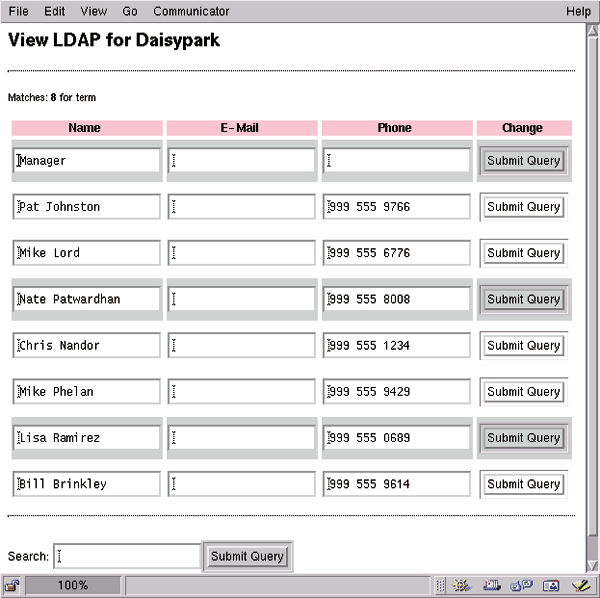 File Edit View Go Communicator Help
View LDAP for Daisypark
Matches: 8 for term
Name E-Mail Phone Change
Manager Submit Query
Pat Johnston 999 555 9766 Submit Query
Mike Lord 999 555 6776 Submit Query
Nate Patwardhan 999 555 8008 Submit Query
Chris Nandor 999 555 1234 Submit Query
Mike Phelan 999 555 9429 Submit Query
Lisa Ramirez 999 555 0689 Submit Query
Bill Brinkley 999 555 9614 Submit Query
Search: Submit Query
100%